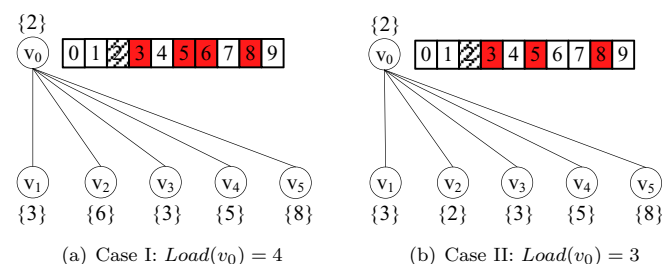 {2} {2}
v0 0 1 2 3 4 5 6 7 8 9 v0 0 1 2 3 4 5 6 7 8 9
v1 v2 v3 v4 v5 v1 v2 v3 v4 v5
{3} {6} {3} {5} {8} {3} {2} {3} {5} {8}
(a) Case I: Load(v0) = 4 (b) Case II: Load(v0) = 3